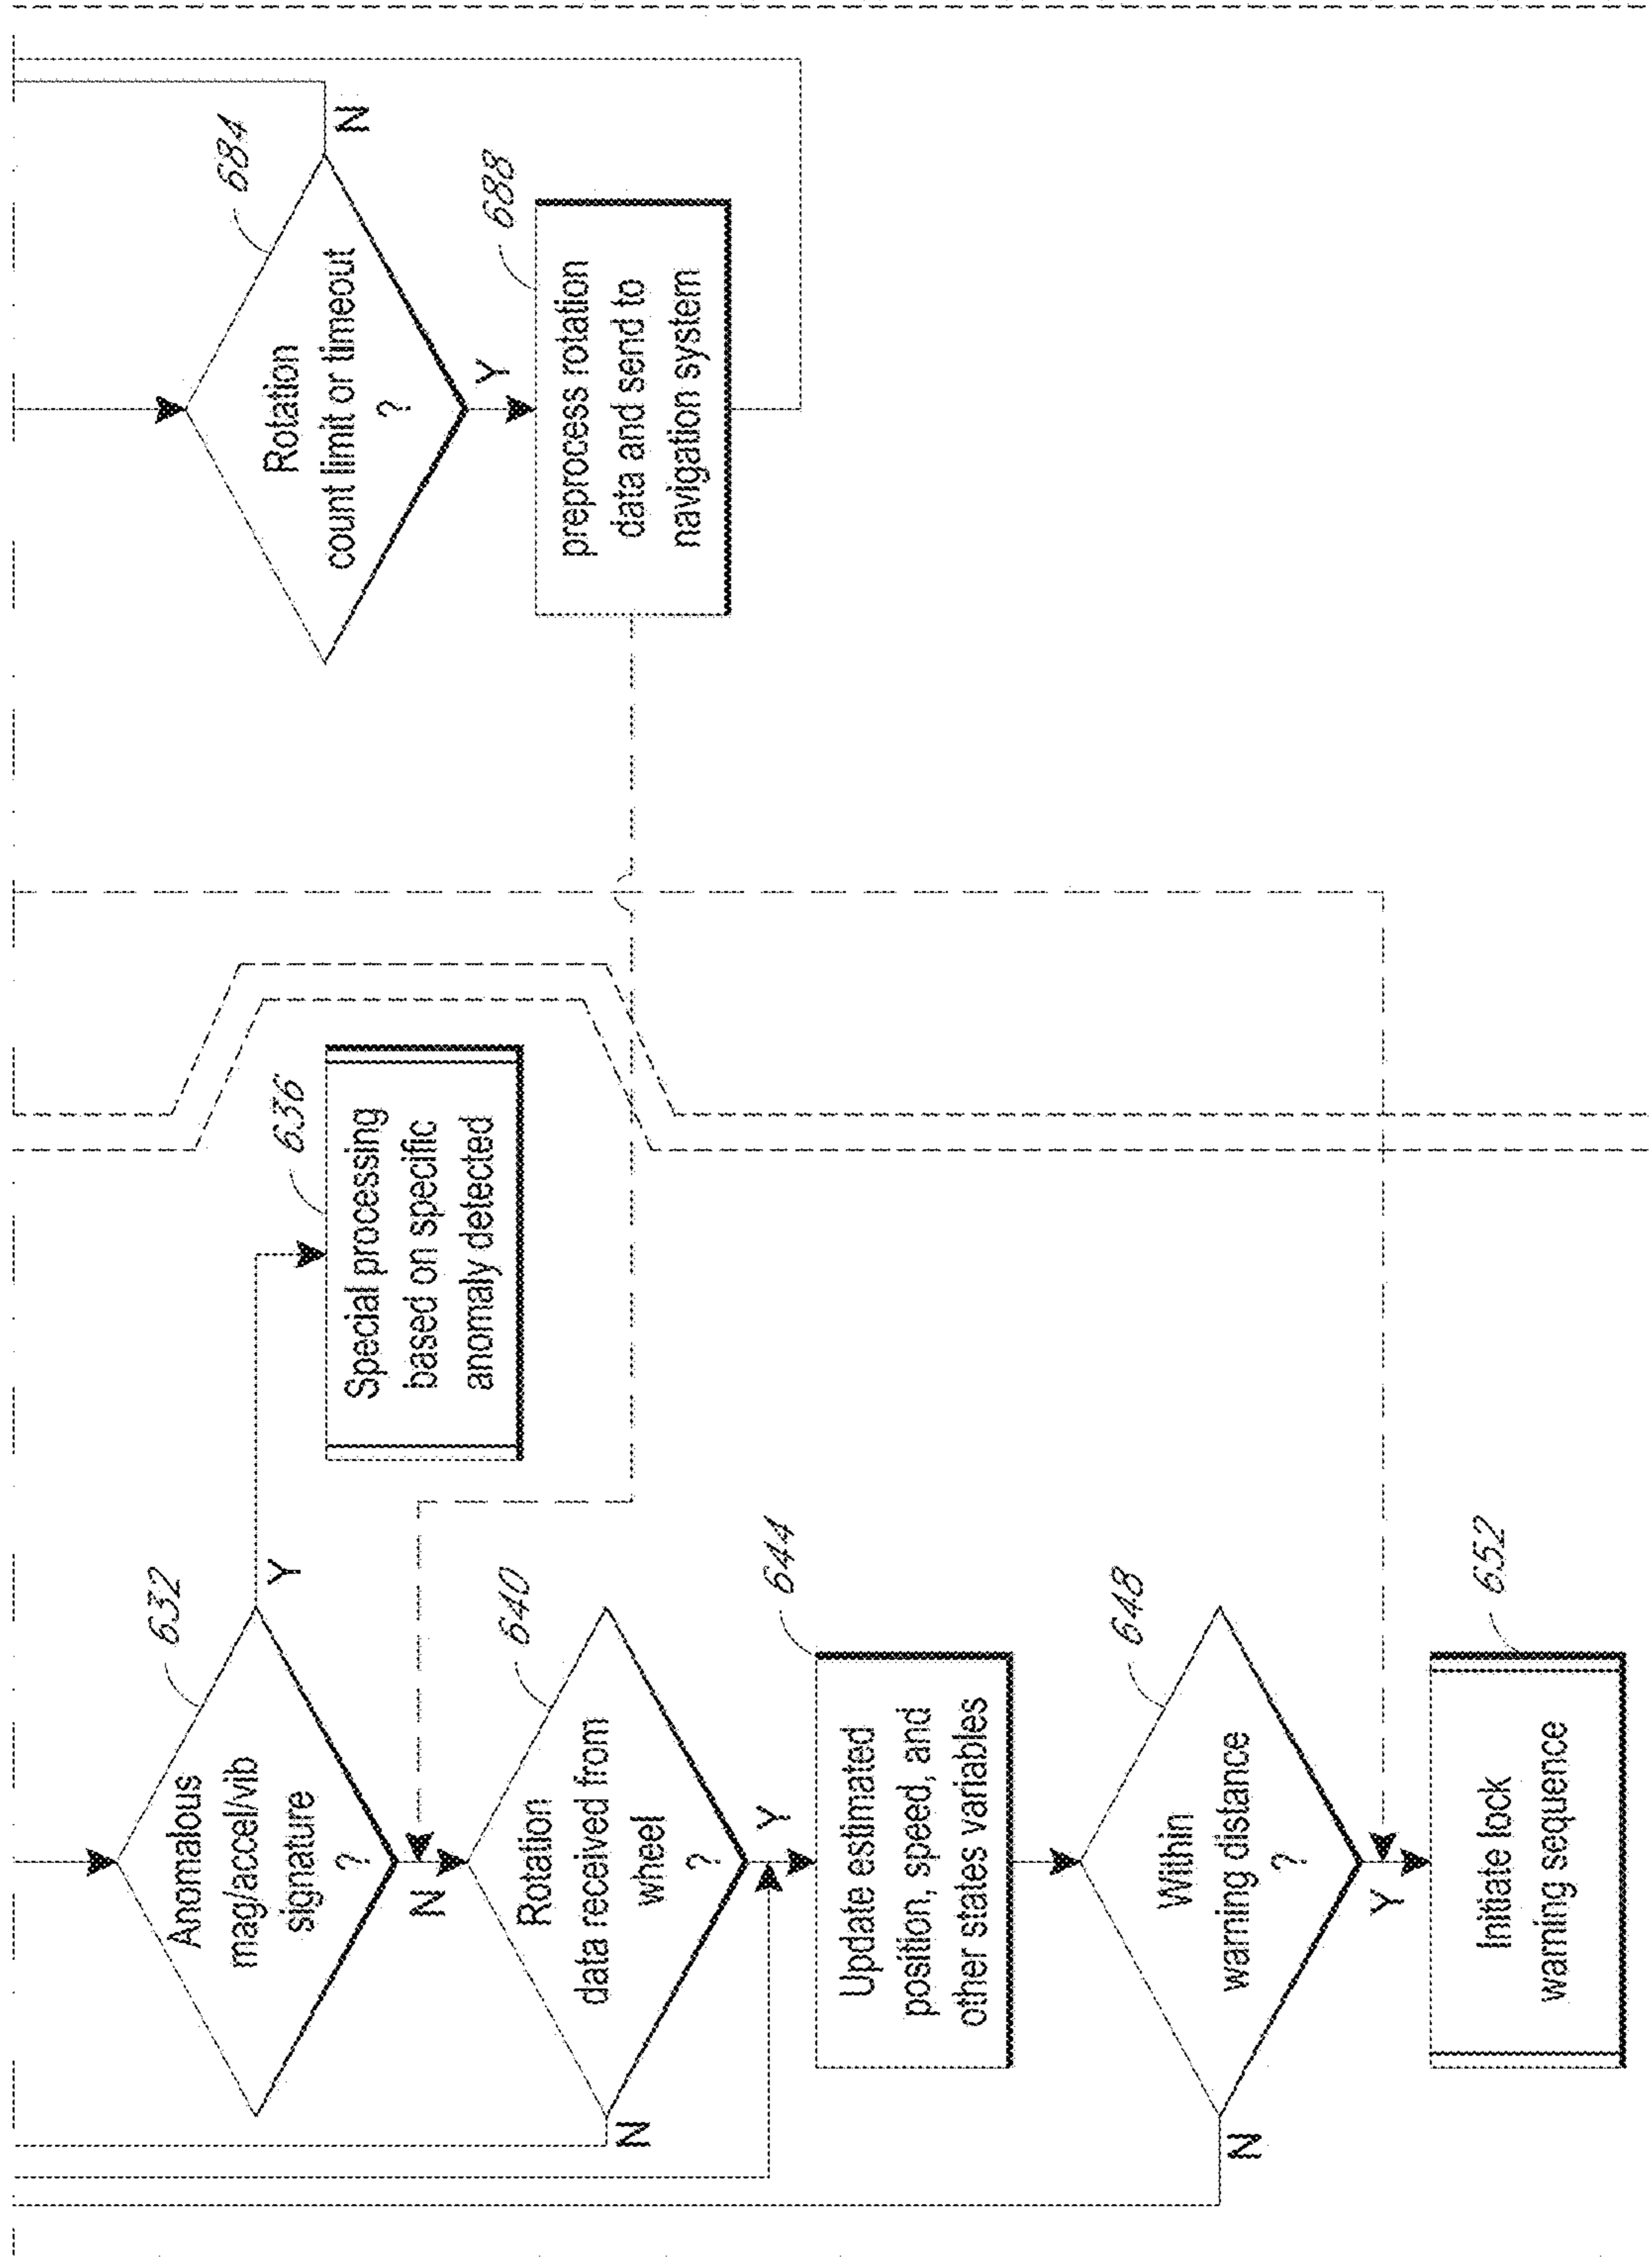 632
Anomalous
mag/accel/vib
signature
?
Y
N
636
Special processing
based on specific
anomaly detected
640
Rotation
data received from
wheel
?
N
Y
644
Update estimated
position, speed, and
other states variables
648
Within
warning distance
?
N
Y
652
Initiate lock
warning sequence
684
Rotation
count limit or timeout
?
N
Y
688
preprocess rotation
data and send to
navigation system